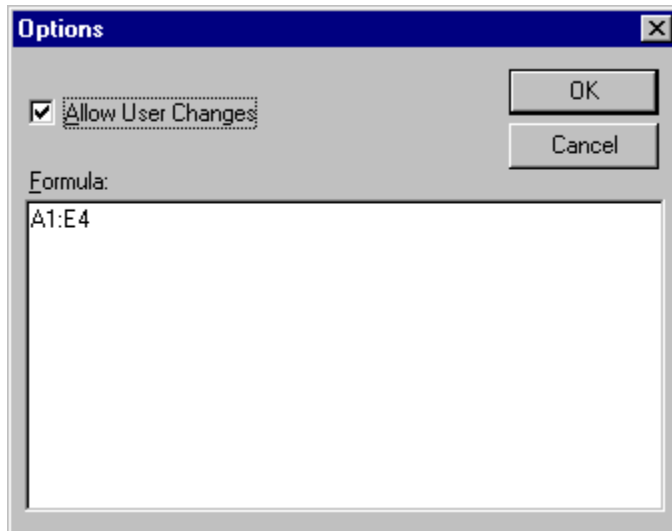 Options
Allow User Changes
OK
Cancel
Formula:
A1:E4